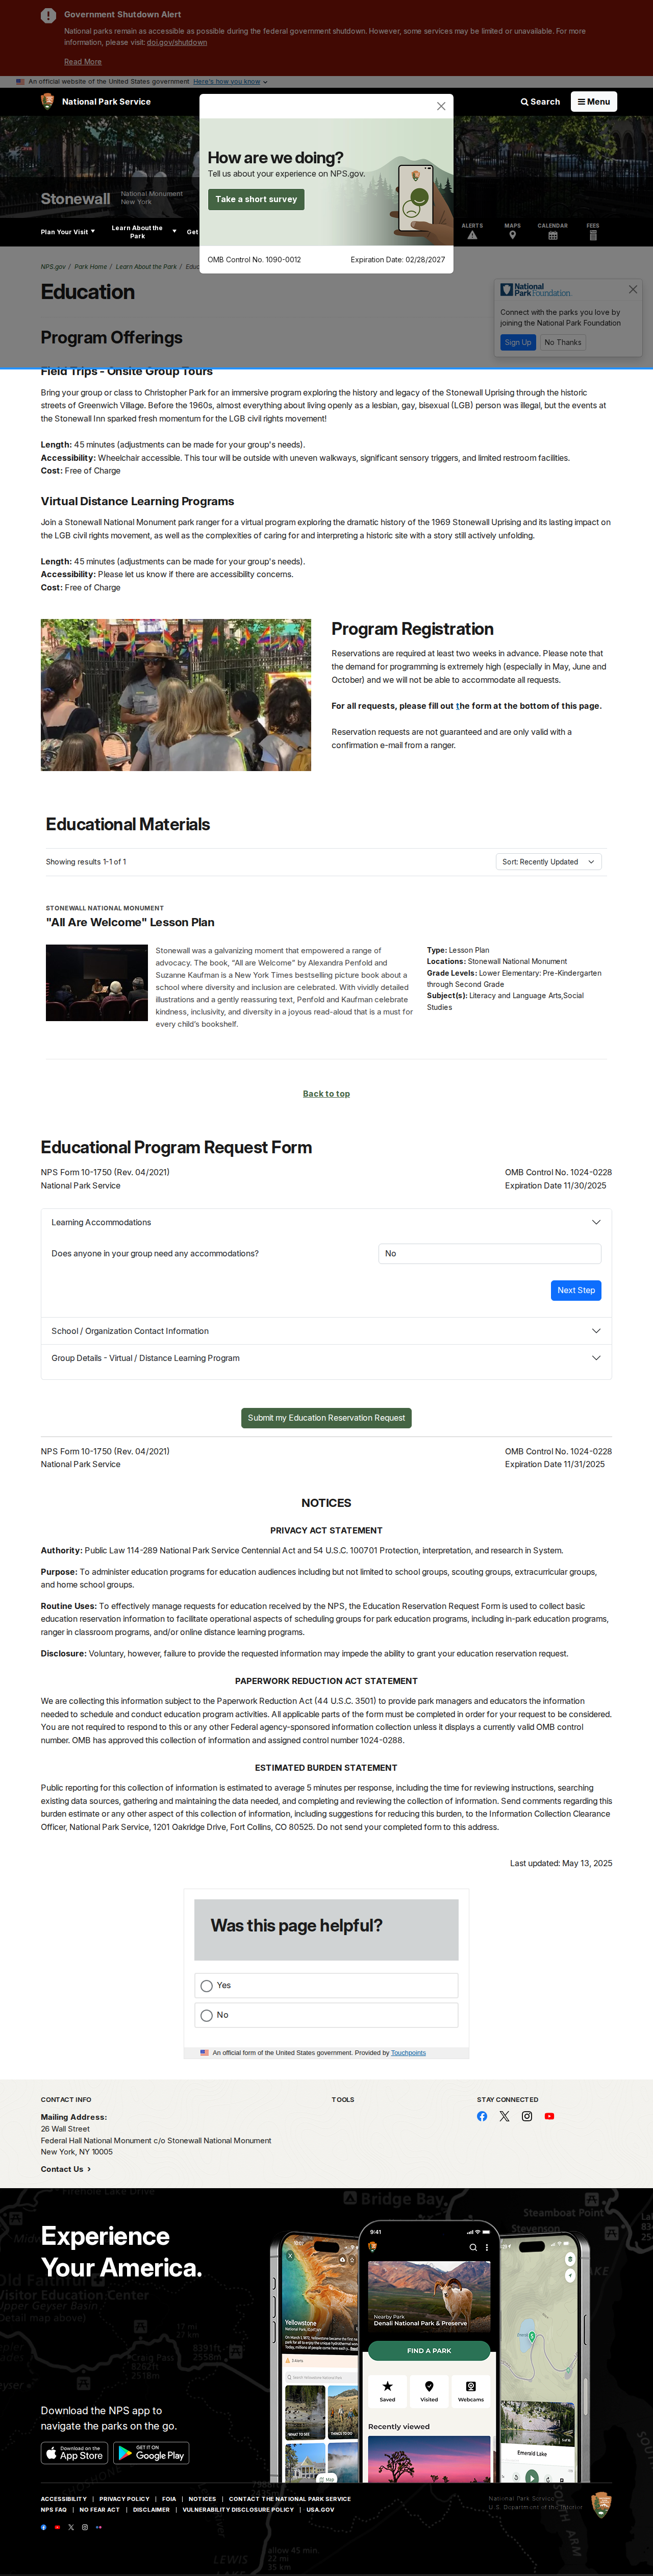 Government Shutdown Alert
National parks remain as accessible as possible during the federal government shutdown. However, some services may be limited or unavailable. For more
information, please visit: doi.gov/shutdown
Read More
An official website of the United States government Here's how you know
National Park Service
Search
Menu
How are we doing?
Tell us about your experience on NPS.gov.
Take a short survey
OMB Control No. 1090-0012
Expiration Date: 02/28/2027
Stonewall
National Monument
New York
Plan Your Visit
Learn About the
Park
Get
ALERTS
MAPS
CALENDAR
FEES
NPS.gov / Park Home / Learn About the Park /
Education
National Park Foundation
Connect with the parks you love by
joining the National Park Foundation
Sign Up
No Thanks
Program Offerings
Field Trips - Onsite Group Tours
Bring your group or class to Christopher Park for an immersive program exploring the history and legacy of the Stonewall Uprising through the historic
streets of Greenwich Village. Before the 1960s, almost everything about living openly as a lesbian, gay, bisexual (LGB) person was illegal, but the events at
the Stonewall Inn sparked fresh momentum for the LGB civil rights movement!
Length: 45 minutes (adjustments can be made for your group's needs).
Accessibility: Wheelchair accessible. This tour will be outside with uneven walkways, significant sensory triggers, and limited restroom facilities.
Cost: Free of Charge
Virtual Distance Learning Programs
Join a Stonewall National Monument park ranger for a virtual program exploring the dramatic history of the 1969 Stonewall Uprising and its lasting impact on
the LGB civil rights movement, as well as the complexities of caring for and interpreting a historic site with a story still actively unfolding.
Length: 45 minutes (adjustments can be made for your group's needs).
Accessibility: Please let us know if there are accessibility concerns.
Cost: Free of Charge
Program Registration
Reservations are required at least two weeks in advance. Please note that
the demand for programming is extremely high (especially in May, June and
October) and we will not be able to accommodate all requests.
For all requests, please fill out the form at the bottom of this page.
Reservation requests are not guaranteed and are only valid with a
confirmation e-mail from a ranger.
Educational Materials
Showing results 1-1 of 1
Sort: Recently Updated
STONEWALL NATIONAL MONUMENT
"All Are Welcome" Lesson Plan
Stonewall was a galvanizing moment that empowered a range of
advocacy. The book, “All are Welcome” by Alexandra Penfold and
Suzanne Kaufman is a New York Times bestselling picture book about a
school where diversity and inclusion are celebrated. With vividly detailed
illustrations and a gently reassuring text, Penfold and Kaufman celebrate
kindness, inclusivity, and diversity in a joyous read-aloud that is a must for
every child’s bookshelf.
Type: Lesson Plan
Locations: Stonewall National Monument
Grade Levels: Lower Elementary: Pre-Kindergarten
through Second Grade
Subject(s): Literacy and Language Arts,Social
Studies
Back to top
Educational Program Request Form
NPS Form 10-1750 (Rev. 04/2021)
National Park Service
OMB Control No. 1024-0228
Expiration Date 11/30/2025
Learning Accommodations
Does anyone in your group need any accommodations?
No
Next Step
School / Organization Contact Information
Group Details - Virtual / Distance Learning Program
Submit my Education Reservation Request
NPS Form 10-1750 (Rev. 04/2021)
National Park Service
OMB Control No. 1024-0228
Expiration Date 11/31/2025
NOTICES
PRIVACY ACT STATEMENT
Authority: Public Law 114-289 National Park Service Centennial Act and 54 U.S.C. 100701 Protection, interpretation, and research in System.
Purpose: To administer education programs for education audiences including but not limited to school groups, scouting groups, extracurricular groups,
and home school groups.
Routine Uses: To effectively manage requests for education received by the NPS, the Education Reservation Request Form is used to collect basic
education reservation information to facilitate operational aspects of scheduling groups for park education programs, including in-park education programs,
ranger in classroom programs, and/or online distance learning programs.
Disclosure: Voluntary, however, failure to provide the requested information may impede the ability to grant your education reservation request.
PAPERWORK REDUCTION ACT STATEMENT
We are collecting this information subject to the Paperwork Reduction Act (44 U.S.C. 3501) to provide park managers and educators the information
needed to schedule and conduct education program activities. All applicable parts of the form must be completed in order for your request to be considered.
You are not required to respond to this or any other Federal agency-sponsored information collection unless it displays a currently valid OMB control
number. OMB has approved this collection of information and assigned control number 1024-0288.
ESTIMATED BURDEN STATEMENT
Public reporting for this collection of information is estimated to average 5 minutes per response, including the time for reviewing instructions, searching
existing data sources, gathering and maintaining the data needed, and completing and reviewing the collection of information. Send comments regarding this
burden estimate or any other aspect of this collection of information, including suggestions for reducing this burden, to the Information Collection Clearance
Officer, National Park Service, 1201 Oakridge Drive, Fort Collins, CO 80525. Do not send your completed form to this address.
Last updated: May 13, 2025
Was this page helpful?
Yes
No
An official form of the United States government. Provided by Touchpoints
CONTACT INFO
Mailing Address:
26 Wall Street
Federal Hall National Monument c/o Stonewall National Monument
New York, NY 10005
Contact Us
TOOLS
STAY CONNECTED
Experience
Your America.
Download the NPS app to
navigate the parks on the go.
Download on the
App Store
GET IT ON
Google Play
Yellowstone
9:41
Nearby Park
Denali National Park & Preserve
FIND A PARK
Saved
Visited
Webcams
Recently viewed
Emerald Lake
Bridge Bay
Steamboat Point
Stevenson
Craig Pass
8262ft
2518m
8391ft
2558m
ACCESSIBILITY | PRIVACY POLICY | FOIA | NOTICES | CONTACT THE NATIONAL PARK SERVICE
NPS FAQ | NO FEAR ACT | DISCLAIMER | VULNERABILITY DISCLOSURE POLICY | USA.GOV
National Park Service
U.S. Department of the Interior
allow 45 min.
22 mi
35 km
LEWIS